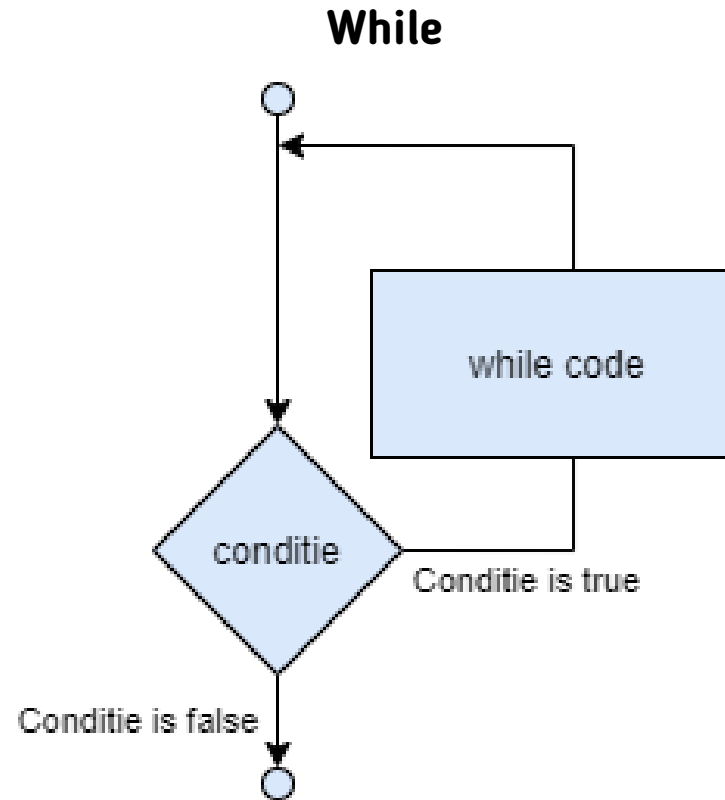 While
while code
conditie
Conditie is true
Conditie is false